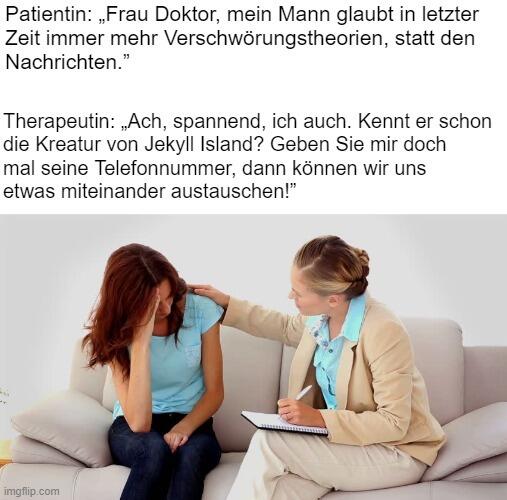 Patientin: „Frau Doktor, mein Mann glaubt in letzter
Zeit immer mehr Verschwörungstheorien, statt den
Nachrichten.”
Therapeutin: „Ach, spannend, ich auch. Kennt er schon
die Kreatur von Jekyll Island? Geben Sie mir doch
mal seine Telefonnummer, dann können wir uns
etwas miteinander austauschen!”
imgflip.com